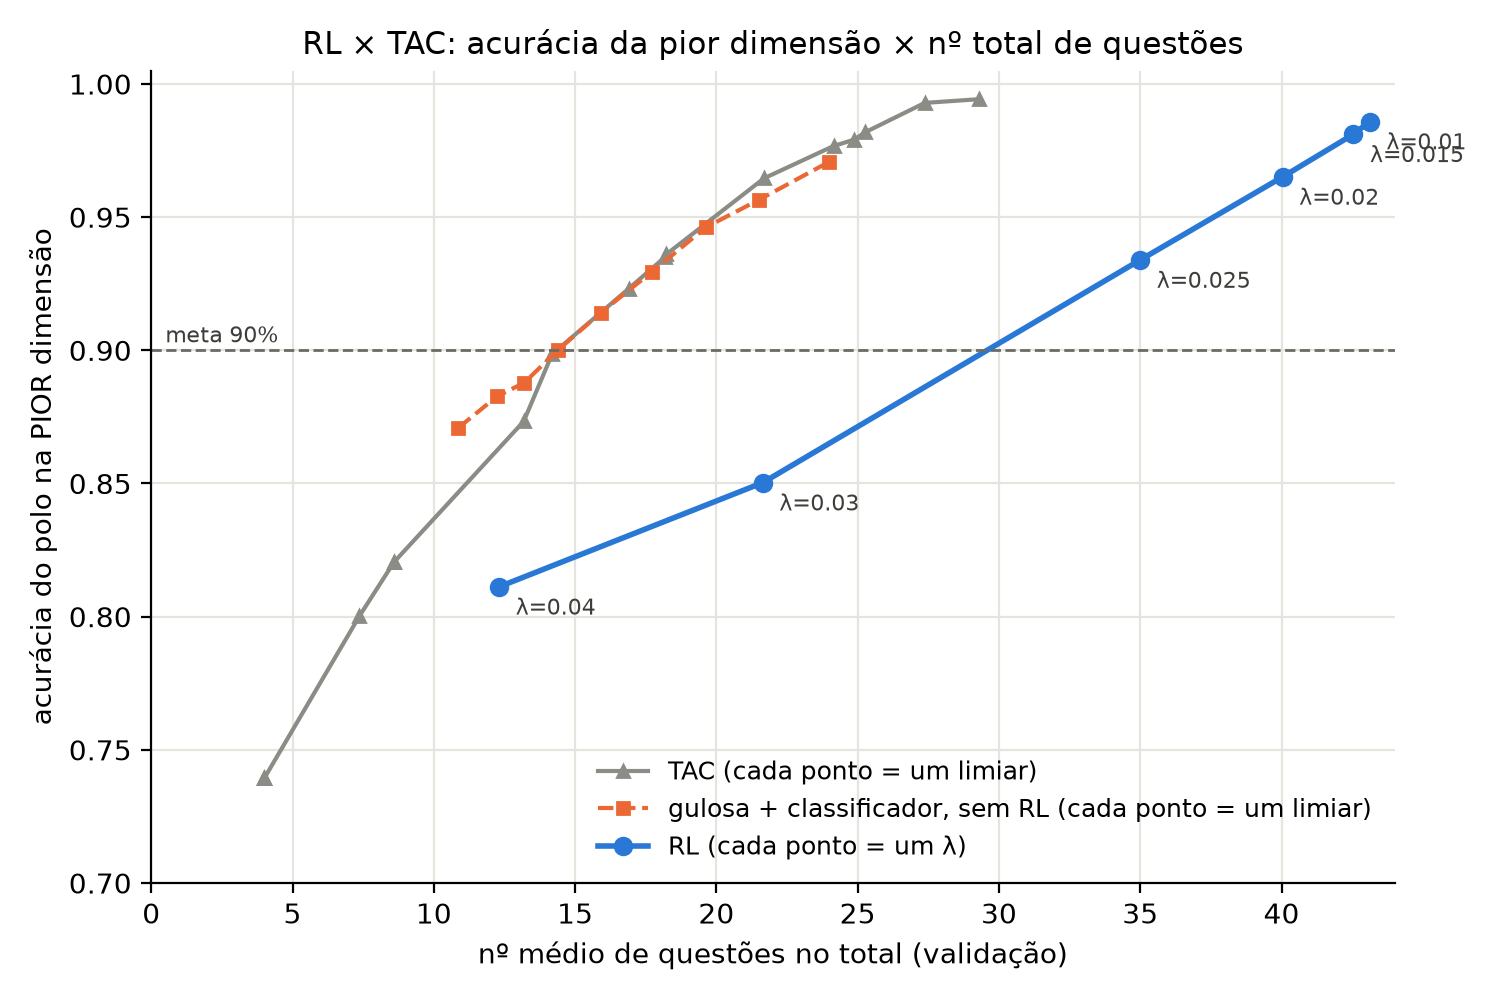 RL × TAC: acurácia da pior dimensão × nº total de questões
acurácia do polo na PIOR dimensão
1.00
0.95
0.90
0.85
0.80
0.75
0.70
meta 90%
λ=0.01
λ=0.015
λ=0.02
λ=0.025
λ=0.03
λ=0.04
TAC (cada ponto = um limiar)
gulosa + classificador, sem RL (cada ponto = um limiar)
RL (cada ponto = um λ)
0 5 10 15 20 25 30 35 40
nº médio de questões no total (validação)